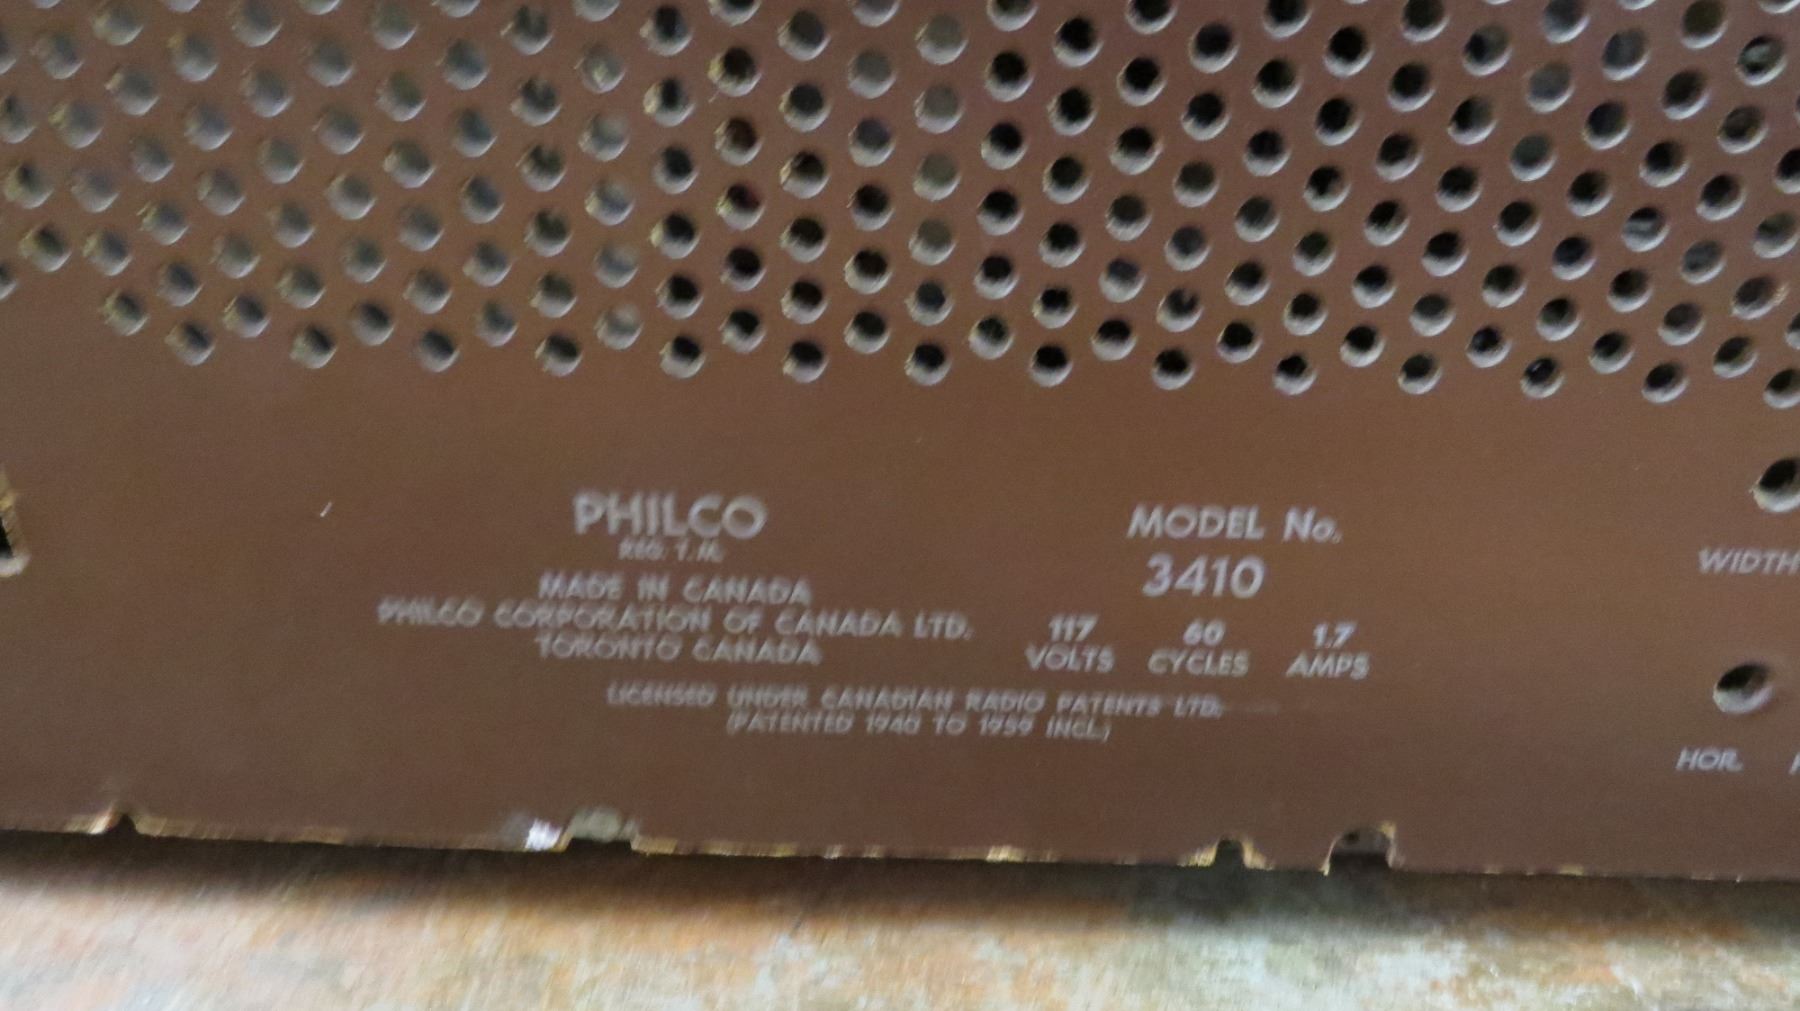 PHILCO
REG. T. M.
MADE IN CANADA
PHILCO CORPORATION OF CANADA LTD.
TORONTO CANADA
MODEL No.
3410
117 60 1.7
VOLTS CYCLES AMPS
LICENSED UNDER CANADIAN RADIO PATENTS LTD.
(PATENTED 1940 TO 1959 INCL.)
WIDTH
HOR.